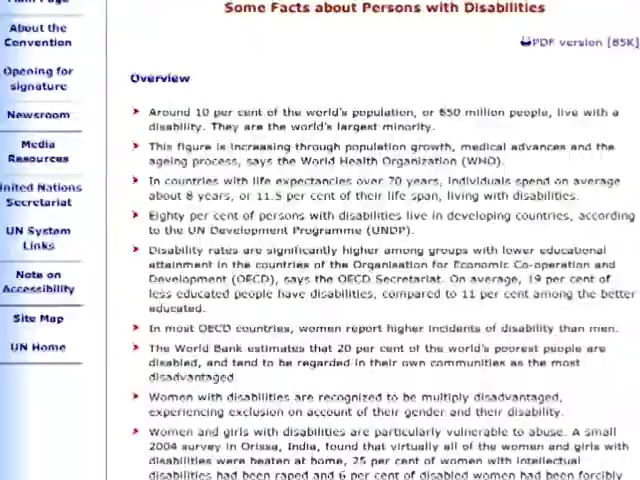 Main Page
Some Facts about Persons with Disabilities
About the
Convention
PDF version [85K]
Opening for
signature
Newsroom
Media
Resources
United Nations
Secretariat
UN System
Links
Note on
Accessibility
Site Map
UN Home
Overview
Around 10 per cent of the world's population, or 650 million people, live with a
disability. They are the world's largest minority.
This figure is increasing through population growth, medical advances and the
ageing process, says the World Health Organization (WHO).
In countries with life expectancies over 70 years, individuals spend on average
about 8 years, or 11.5 per cent of their life span, living with disabilities.
Eighty per cent of persons with disabilities live in developing countries, according
to the UN Development Programme (UNDP).
Disability rates are significantly higher among groups with lower educational
attainment in the countries of the Organisation for Economic Co-operation and
Development (OECD), says the OECD Secretariat. On average, 19 per cent of
less educated people have disabilities, compared to 11 per cent among the better
educated.
In most OECD countries, women report higher incidents of disability than men.
The World Bank estimates that 20 per cent of the world's poorest people are
disabled, and tend to be regarded in their own communities as the most
disadvantaged
Women with disabilities are recognized to be multiply disadvantaged,
experiencing exclusion on account of their gender and their disability.
Women and girls with disabilities are particularly vulnerable to abuse. A small
2004 survey in Orissa, India, found that virtually all of the women and girls with
disabilities were beaten at home, 25 per cent of women with intellectual
disabilities had been raped and 6 per cent of disabled women had been forcibly